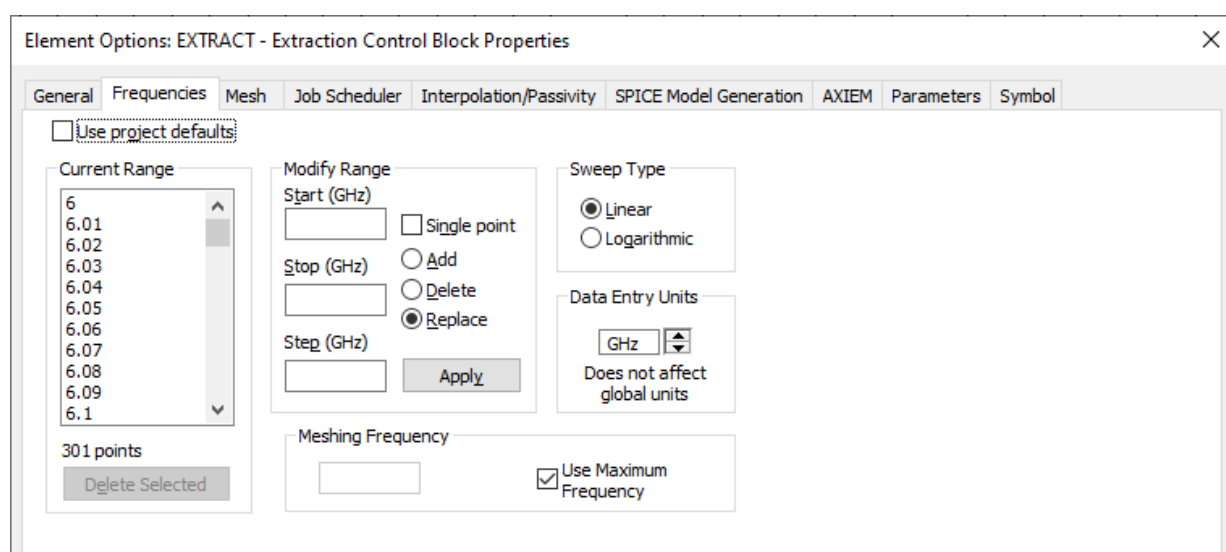 Element Options: EXTRACT - Extraction Control Block Properties
General Frequencies Mesh Job Scheduler Interpolation/Passivity SPICE Model Generation AXIEM Parameters Symbol
Use project defaults
Current Range
6
6.01
6.02
6.03
6.04
6.05
6.06
6.07
6.08
6.09
6.1
301 points
Delete Selected
Modify Range
Start (GHz)
Single point
Stop (GHz)
Add
Delete
Replace
Step (GHz)
Apply
Sweep Type
Linear
Logarithmic
Data Entry Units
GHz
Does not affect
global units
Meshing Frequency
Use Maximum
Frequency